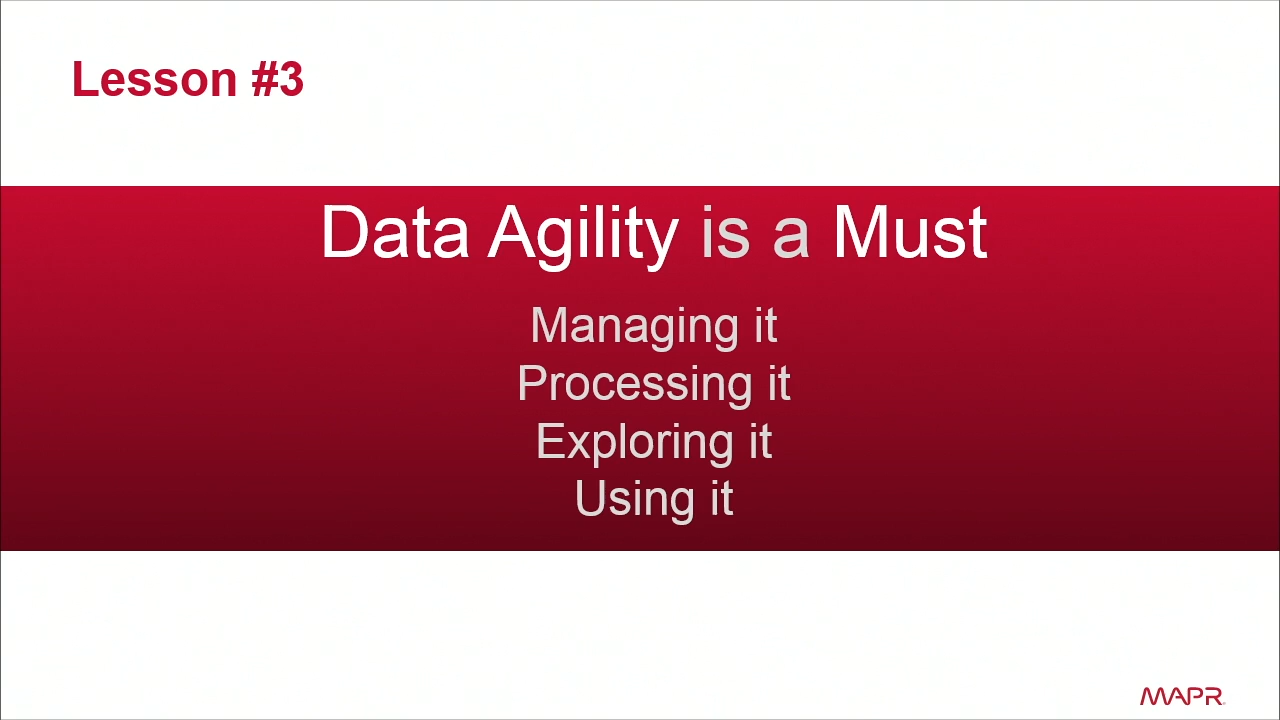 Lesson #3
Data Agility is a Must
Managing it
Processing it
Exploring it
Using it
MAPR